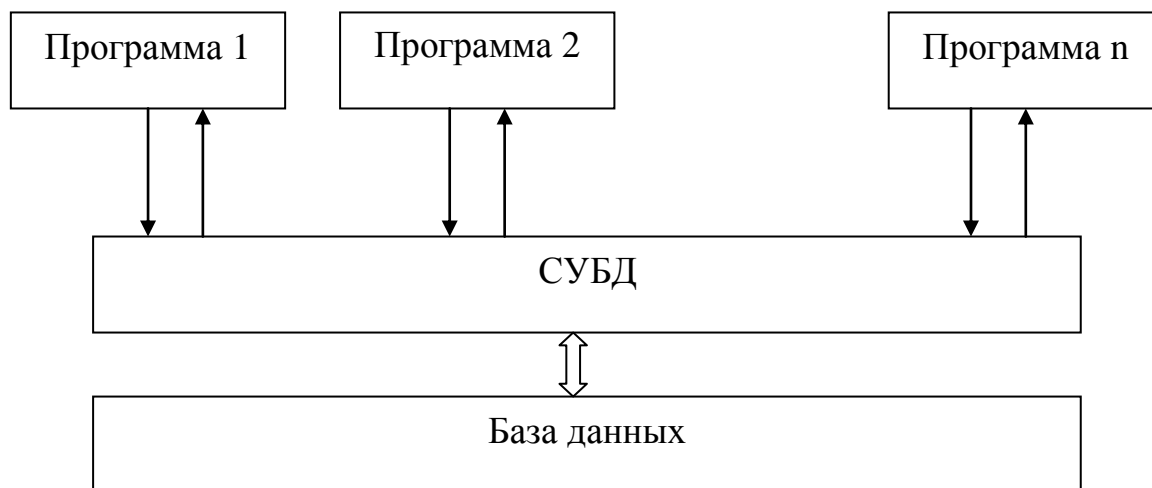 Программа 1
Программа 2
Программа n
СУБД
База данных